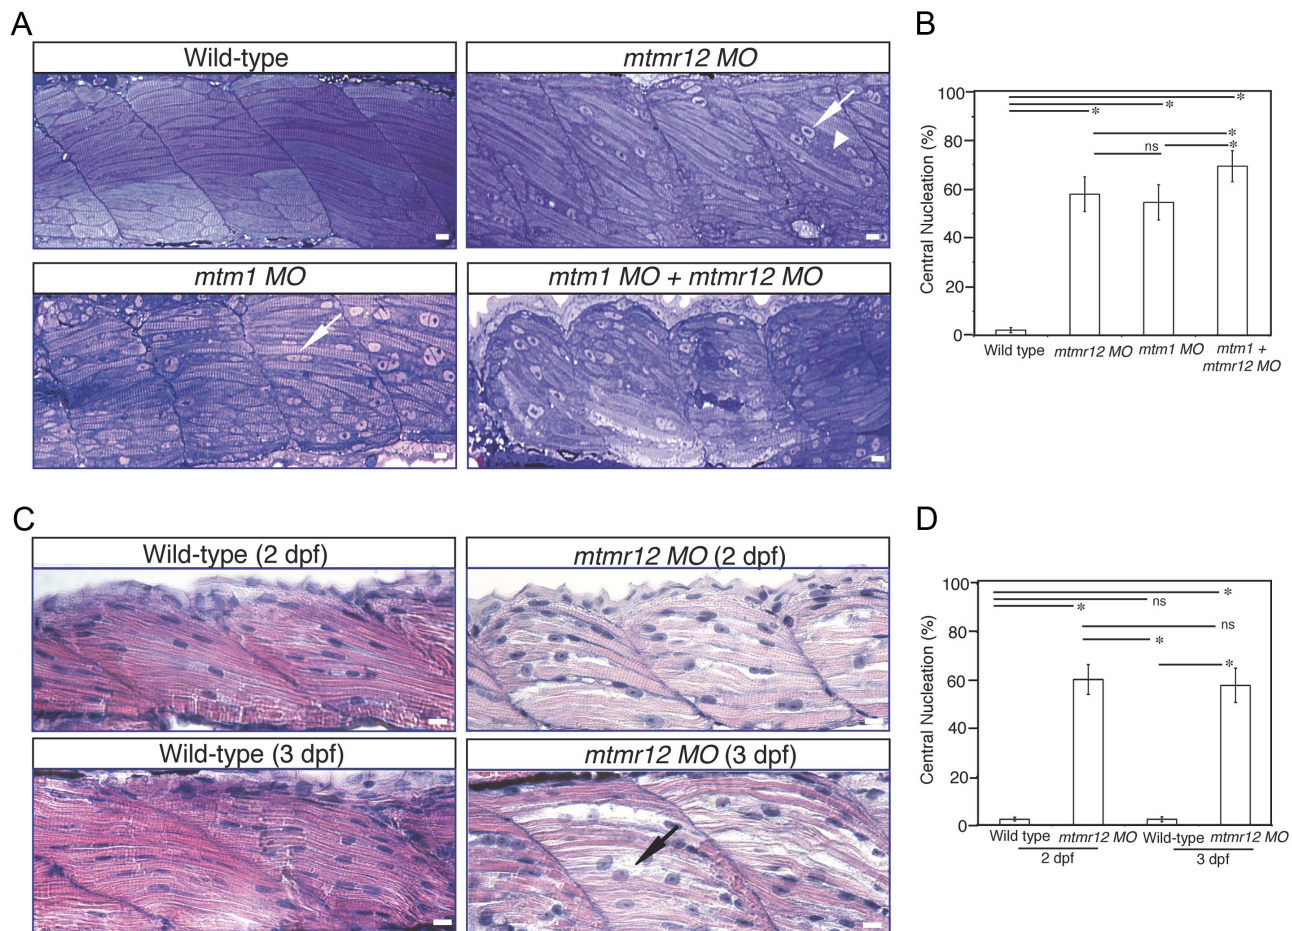 A
Wild-type
mtmr12 MO
mtm1 MO
mtm1 MO + mtmr12 MO
B
100
80
60
40
20
0
Central Nucleation (%)
*
*
*
*
ns
*
Wild type
mtmr12 MO
mtm1 MO
mtm1 +
mtmr12 MO
C
Wild-type (2 dpf)
mtmr12 MO (2 dpf)
Wild-type (3 dpf)
mtmr12 MO (3 dpf)
D
100
80
60
40
20
0
Central Nucleation (%)
*
ns
*
ns
*
*
Wild type
mtmr12 MO
Wild-type
mtmr12 MO
2 dpf
3 dpf